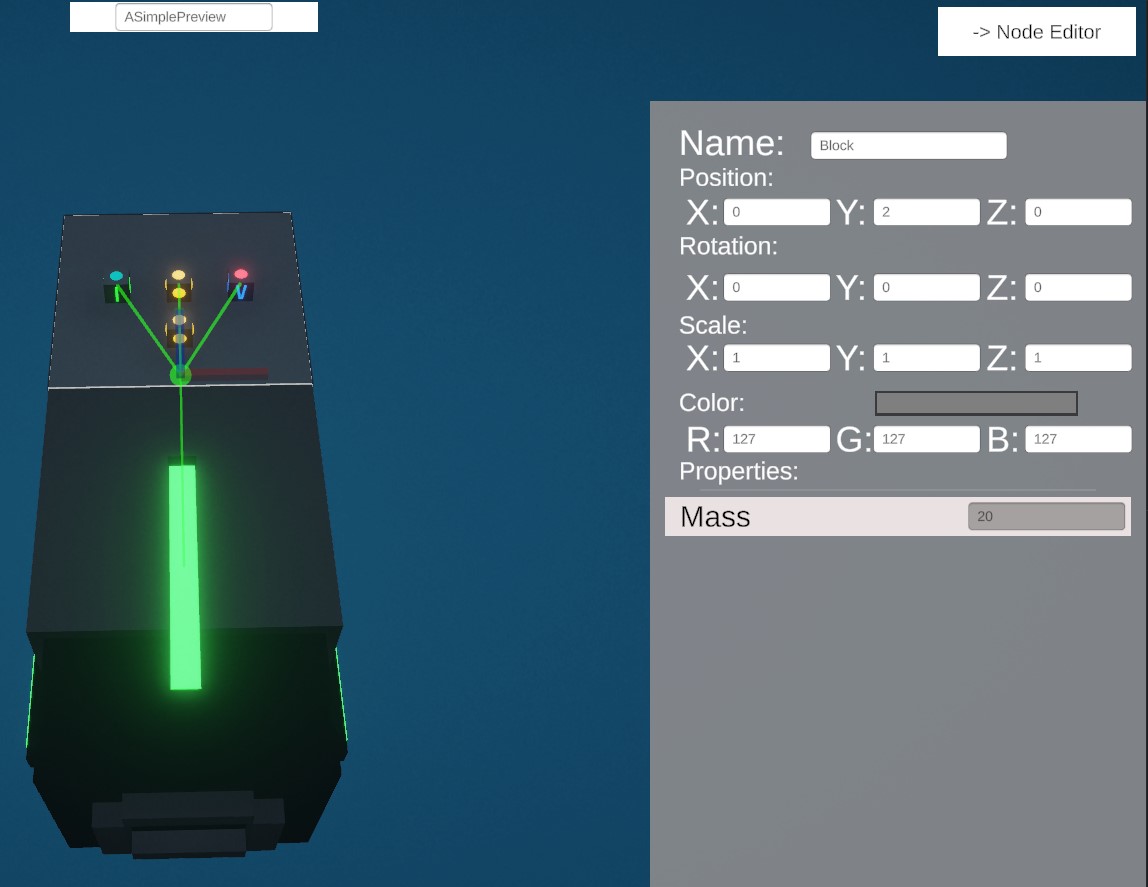 ASimplePreview
-> Node Editor
Name: Block
Position:
X: 0 Y: 2 Z: 0
Rotation:
X: 0 Y: 0 Z: 0
Scale:
X: 1 Y: 1 Z: 1
Color:
R: 127 G: 127 B: 127
Properties:
Mass 20